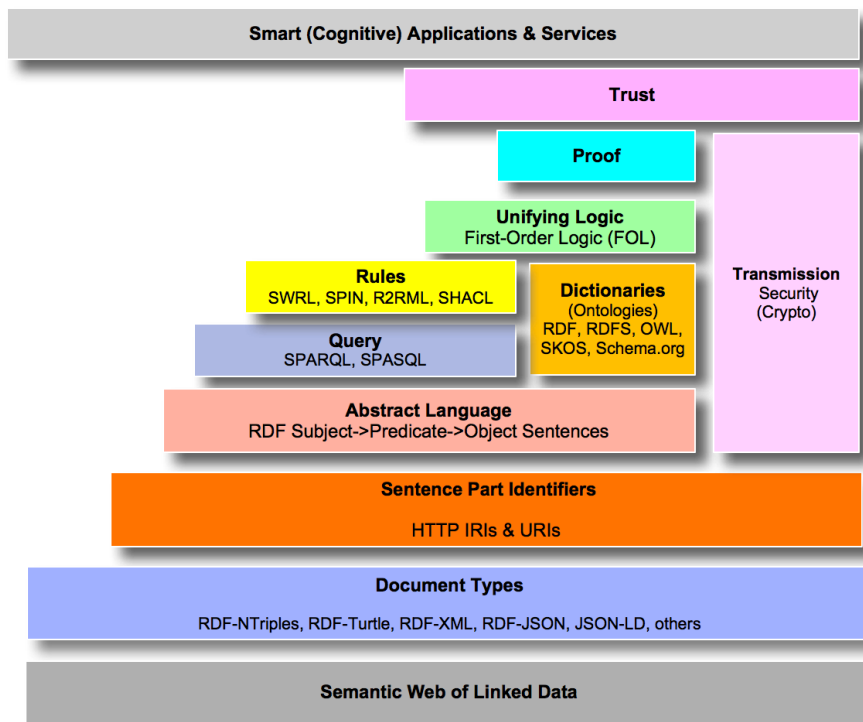 Smart (Cognitive) Applications & Services
Trust
Proof
Unifying Logic
First-Order Logic (FOL)
Rules
SWRL, SPIN, R2RML, SHACL
Dictionaries
(Ontologies)
RDF, RDFS, OWL,
SKOS, Schema.org
Transmission
Security
(Crypto)
Query
SPARQL, SPASQL
Abstract Language
RDF Subject->Predicate->Object Sentences
Sentence Part Identifiers
HTTP IRIs & URIs
Document Types
RDF-NTriples, RDF-Turtle, RDF-XML, RDF-JSON, JSON-LD, others
Semantic Web of Linked Data